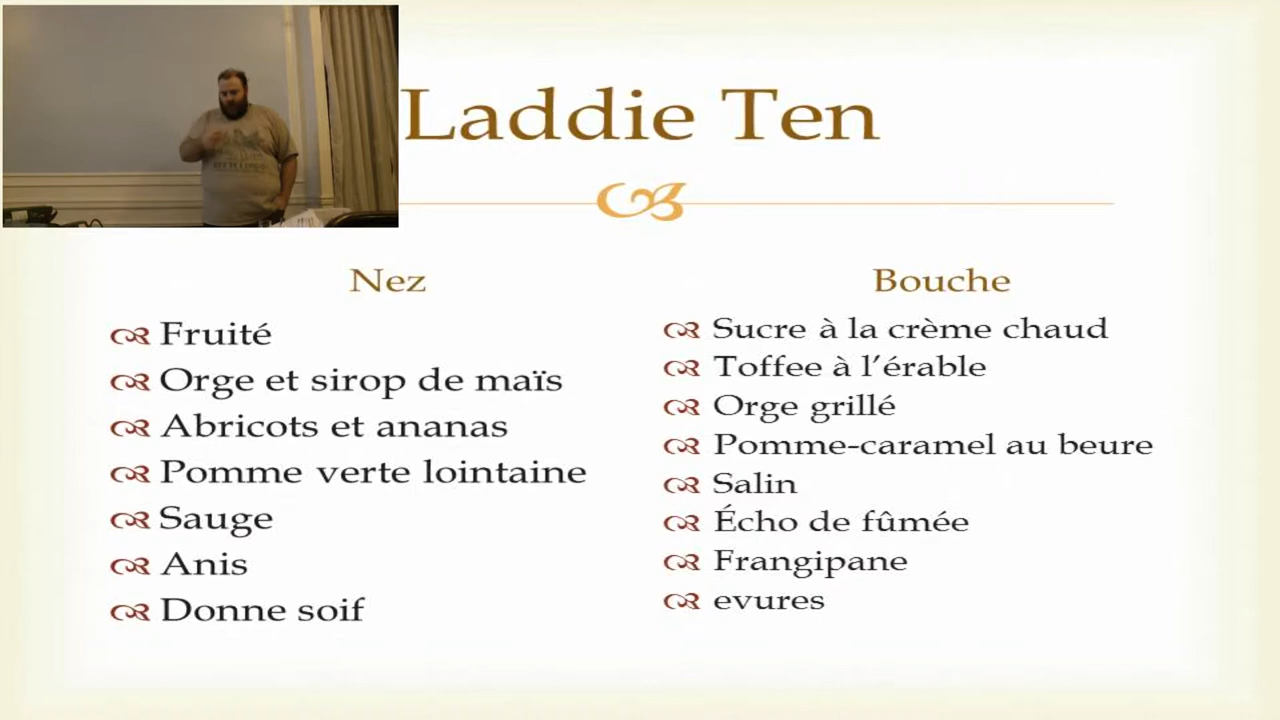 Laddie Ten
Nez
Fruité
Orge et sirop de maïs
Abricots et ananas
Pomme verte lointaine
Sauge
Anis
Donne soif
Bouche
Sucre à la crème chaud
Toffee à l’érable
Orge grillé
Pomme-caramel au beure
Salin
Écho de fûmée
Frangipane
evures